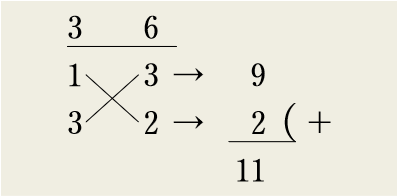 3 6
1 3 → 9
3 2 → 2 ( +
11